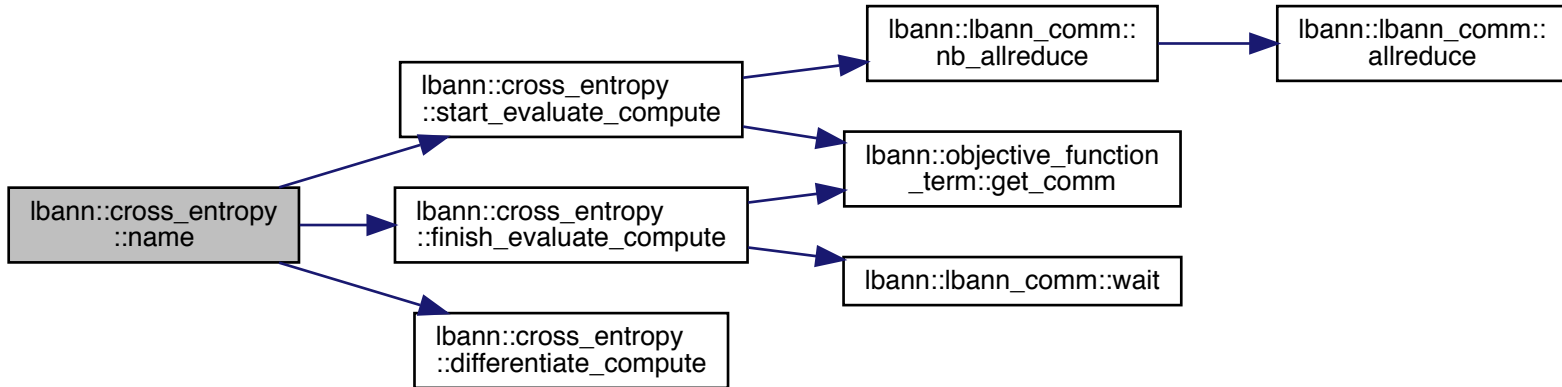 lbann::cross_entropy
::name
lbann::cross_entropy
::start_evaluate_compute
lbann::cross_entropy
::finish_evaluate_compute
lbann::cross_entropy
::differentiate_compute
lbann::lbann_comm::
nb_allreduce
lbann::objective_function
_term::get_comm
lbann::lbann_comm::wait
lbann::lbann_comm::
allreduce